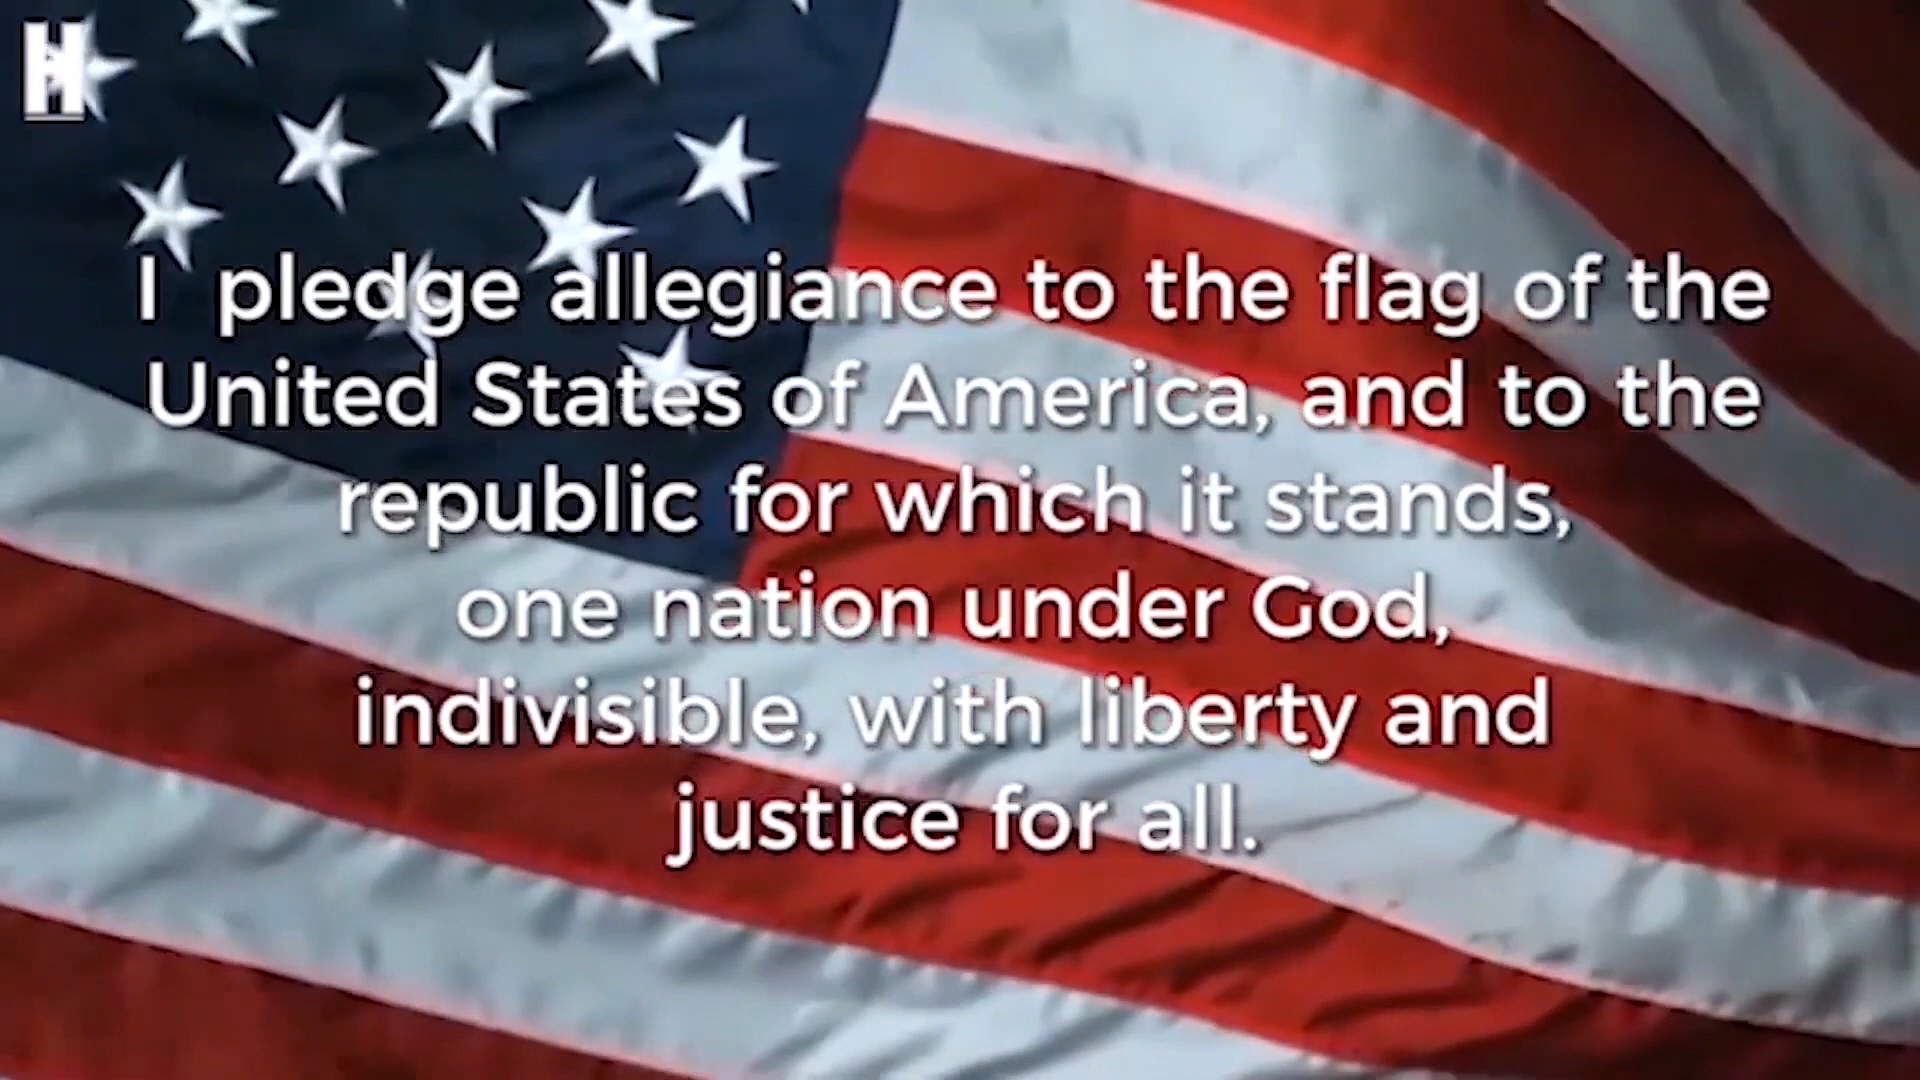 H
I pledge allegiance to the flag of the
United States of America, and to the
republic for which it stands,
one nation under God,
indivisible, with liberty and
justice for all.